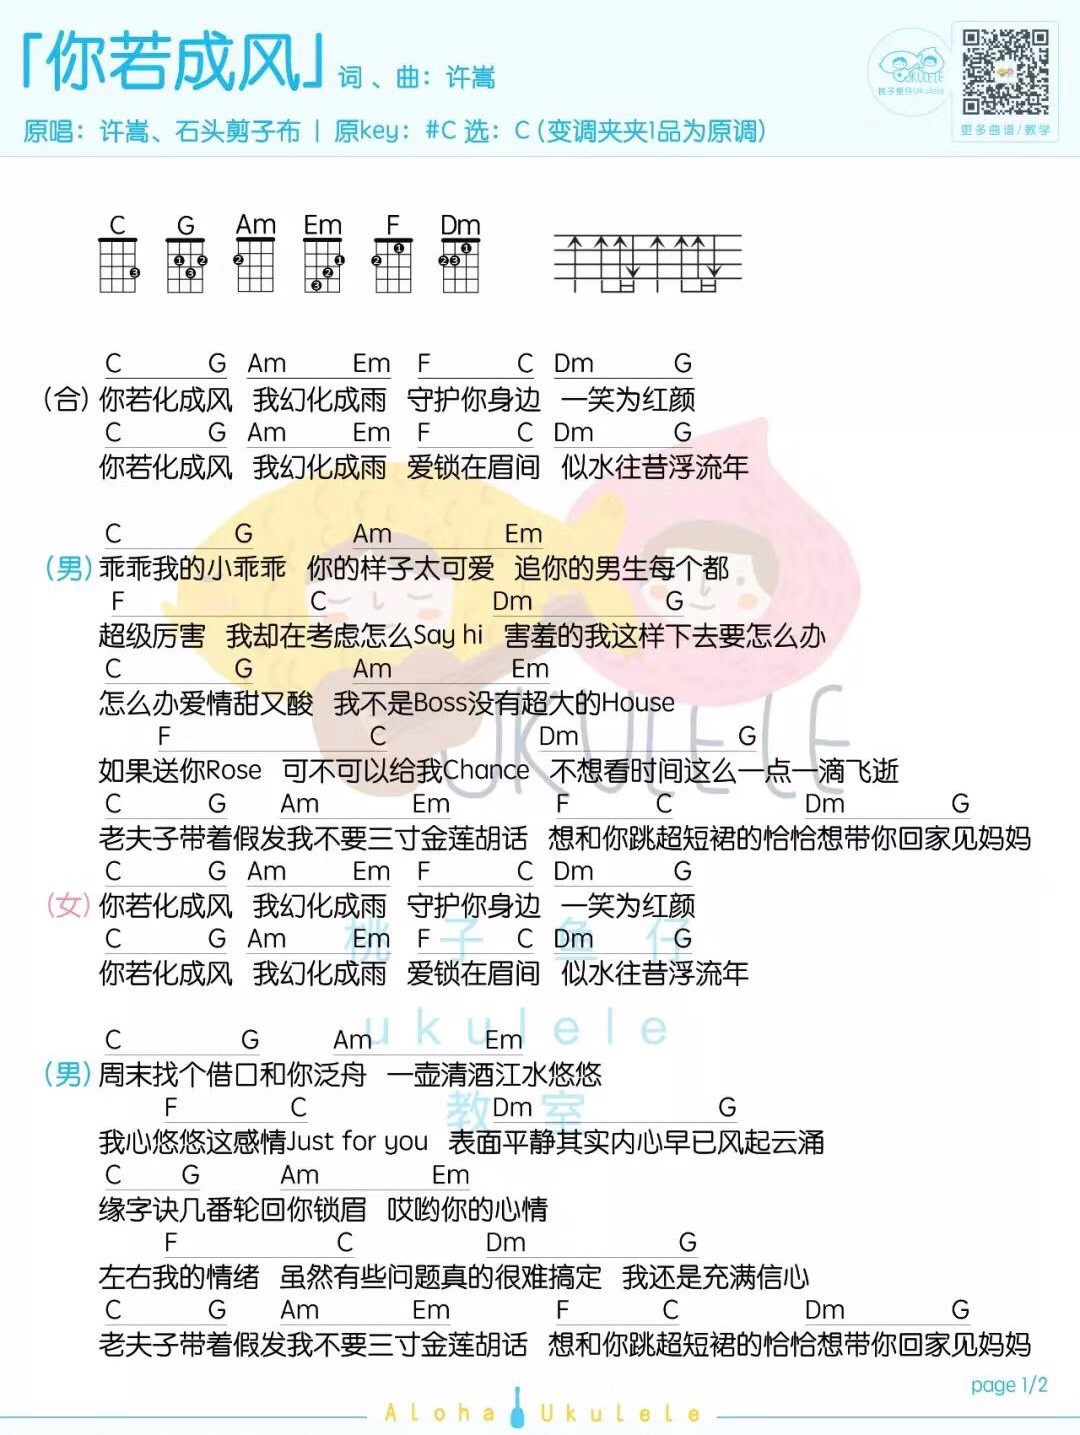 「你若成风」 词、曲：许嵩
UKULELE
桃子鱼仔Ukulele
更多曲谱/教学
原唱：许嵩、石头剪子布 | 原key：#C 选：C（变调夹夹1品为原调）
C G Am Em F Dm
C G Am Em F C Dm G
（合）你若化成风 我幻化成雨 守护你身边 一笑为红颜
C G Am Em F C Dm G
你若化成风 我幻化成雨 爱锁在眉间 似水往昔浮流年
C G Am Em
（男）乖乖我的小乖乖 你的样子太可爱 追你的男生每个都
F C Dm G
超级厉害 我却在考虑怎么Say hi 害羞的我这样下去要怎么办
C G Am Em
怎么办爱情甜又酸 我不是Boss没有超大的House
F C Dm G
如果送你Rose 可不可以给我Chance 不想看时间这么一点一滴飞逝
C G Am Em F C Dm G
老夫子带着假发我不要三寸金莲胡话 想和你跳超短裙的恰恰想带你回家见妈妈
C G Am Em F C Dm G
（女）你若化成风 我幻化成雨 守护你身边 一笑为红颜
C G Am Em F C Dm G
你若化成风 我幻化成雨 爱锁在眉间 似水往昔浮流年
C G Am Em
（男）周末找个借口和你泛舟 一壶清酒江水悠悠
F C Dm G
我心悠悠这感情Just for you 表面平静其实内心早已风起云涌
C G Am Em
缘字诀几番轮回你锁眉 哎哟你的心情
F C Dm G
左右我的情绪 虽然有些问题真的很难搞定 我还是充满信心
C G Am Em F C Dm G
老夫子带着假发我不要三寸金莲胡话 想和你跳超短裙的恰恰想带你回家见妈妈
UKULELE
桃子鱼仔
ukulele
教室
page 1/2
Aloha Ukulele